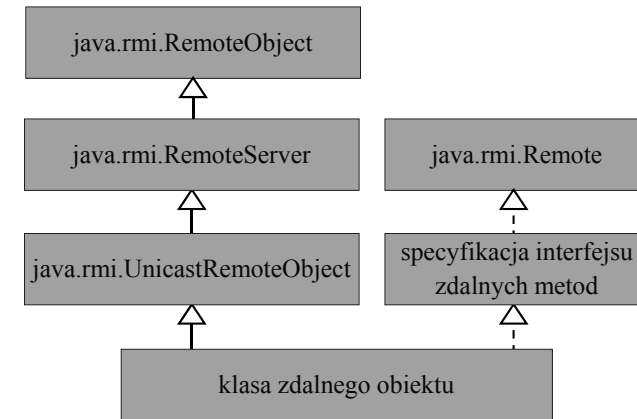 java.rmi.RemoteObject
java.rmi.RemoteServer
java.rmi.Remote
java.rmi.UnicastRemoteObject
specyfikacja interfejsu
zdalnych metod
klasa zdalnego obiektu